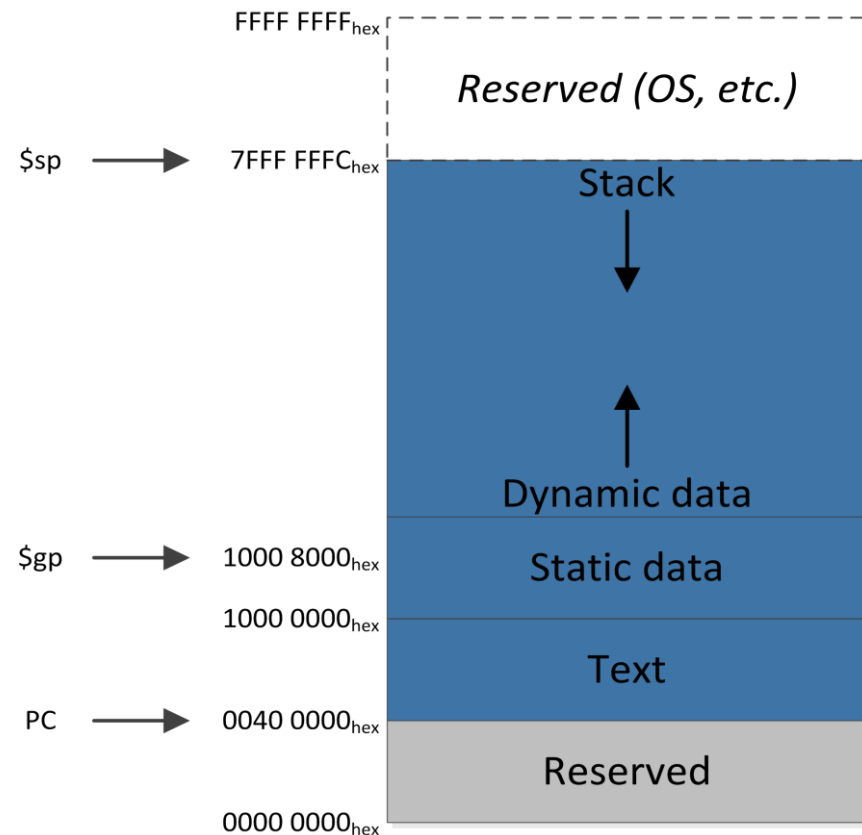 FFFF FFFFhex
Reserved (OS, etc.)
$sp 7FFF FFFChex
Stack
Dynamic data
$gp 1000 8000hex
Static data
1000 0000hex
Text
PC 0040 0000hex
Reserved
0000 0000hex